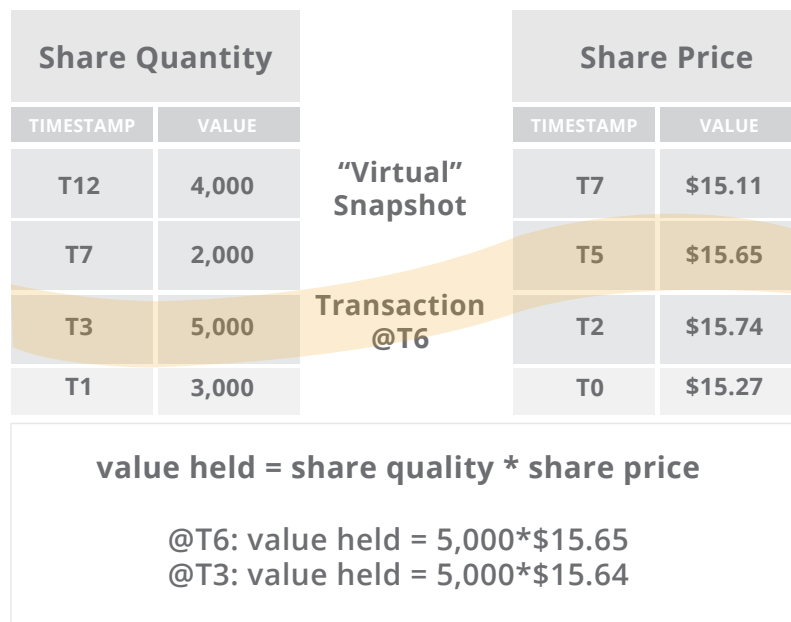 Share Quantity
TIMESTAMP VALUE
T12 4,000
T7 2,000
T3 5,000
T1 3,000
“Virtual”
Snapshot
Transaction
@T6
Share Price
TIMESTAMP VALUE
T7 $15.11
T5 $15.65
T2 $15.74
T0 $15.27
value held = share quality * share price
@T6: value held = 5,000*$15.65
@T3: value held = 5,000*$15.64